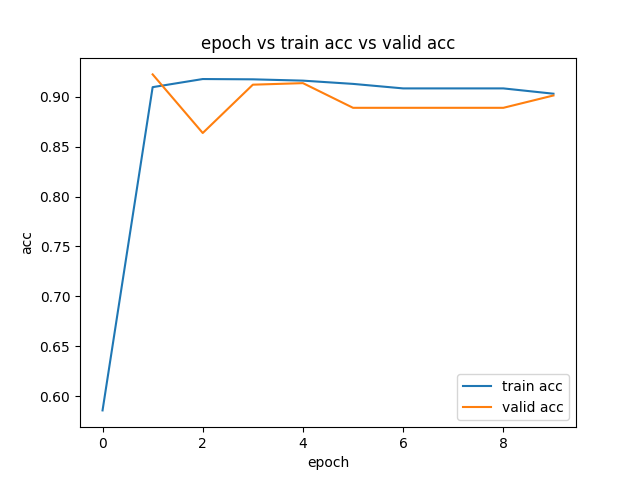 epoch vs train acc vs valid acc
acc
0.90
0.85
0.80
0.75
0.70
0.65
0.60
0
2
4
6
8
epoch
train acc
valid acc